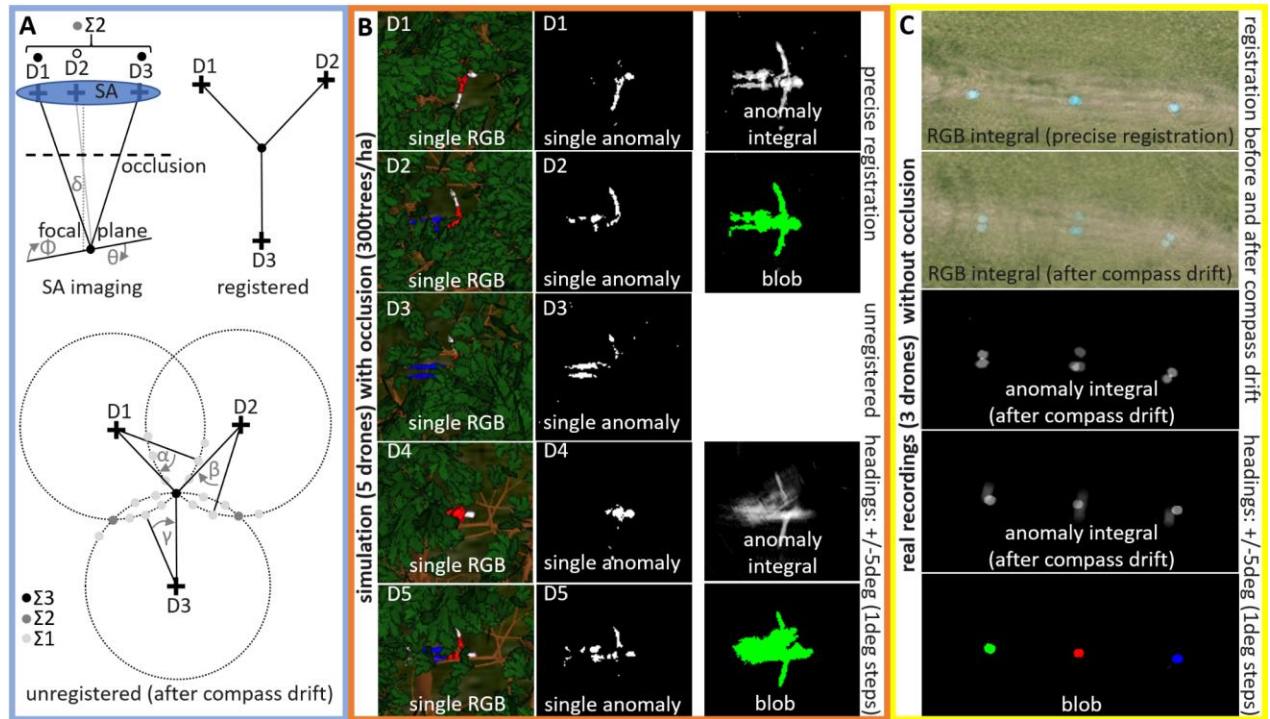 A
Σ2
D1 D2 D3
SA
occlusion
δ
focal plane
Φ θ
SA imaging
D1 D2
D3
registered
D1 D2
α β
γ
D3
Σ3
Σ2
Σ1
unregistered (after compass drift)
B
simulation (5 drones) with occlusion (300trees/ha)
D1
single RGB
D1
single anomaly
anomaly
integral
D2
single RGB
D2
single anomaly
blob
precise registration
D3
single RGB
D3
single anomaly
unregistered
D4
single RGB
D4
single anomaly
anomaly
integral
D5
single RGB
D5
single anomaly
blob
headings: +/-5deg (1deg steps)
C
real recordings (3 drones) without occlusion
RGB integral (precise registration)
RGB integral (after compass drift)
anomaly integral
(after compass drift)
registration before and after compass drift
anomaly integral
(after compass drift)
blob
headings: +/-5deg (1deg steps)